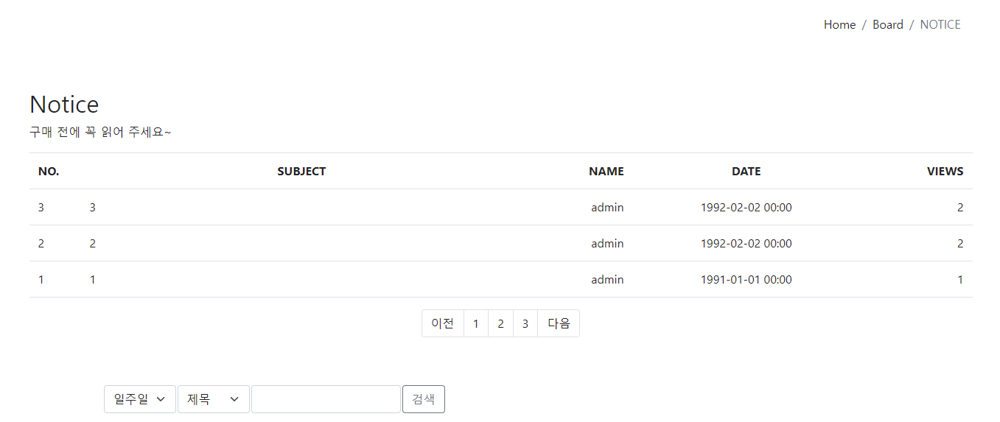 Home / Board / NOTICE
Notice
구매 전에 꼭 읽어 주세요~
NO. SUBJECT NAME DATE VIEWS
3 3 admin 1992-02-02 00:00 2
2 2 admin 1992-02-02 00:00 2
1 1 admin 1991-01-01 00:00 1
이전 1 2 3 다음
일주일 제목 검색